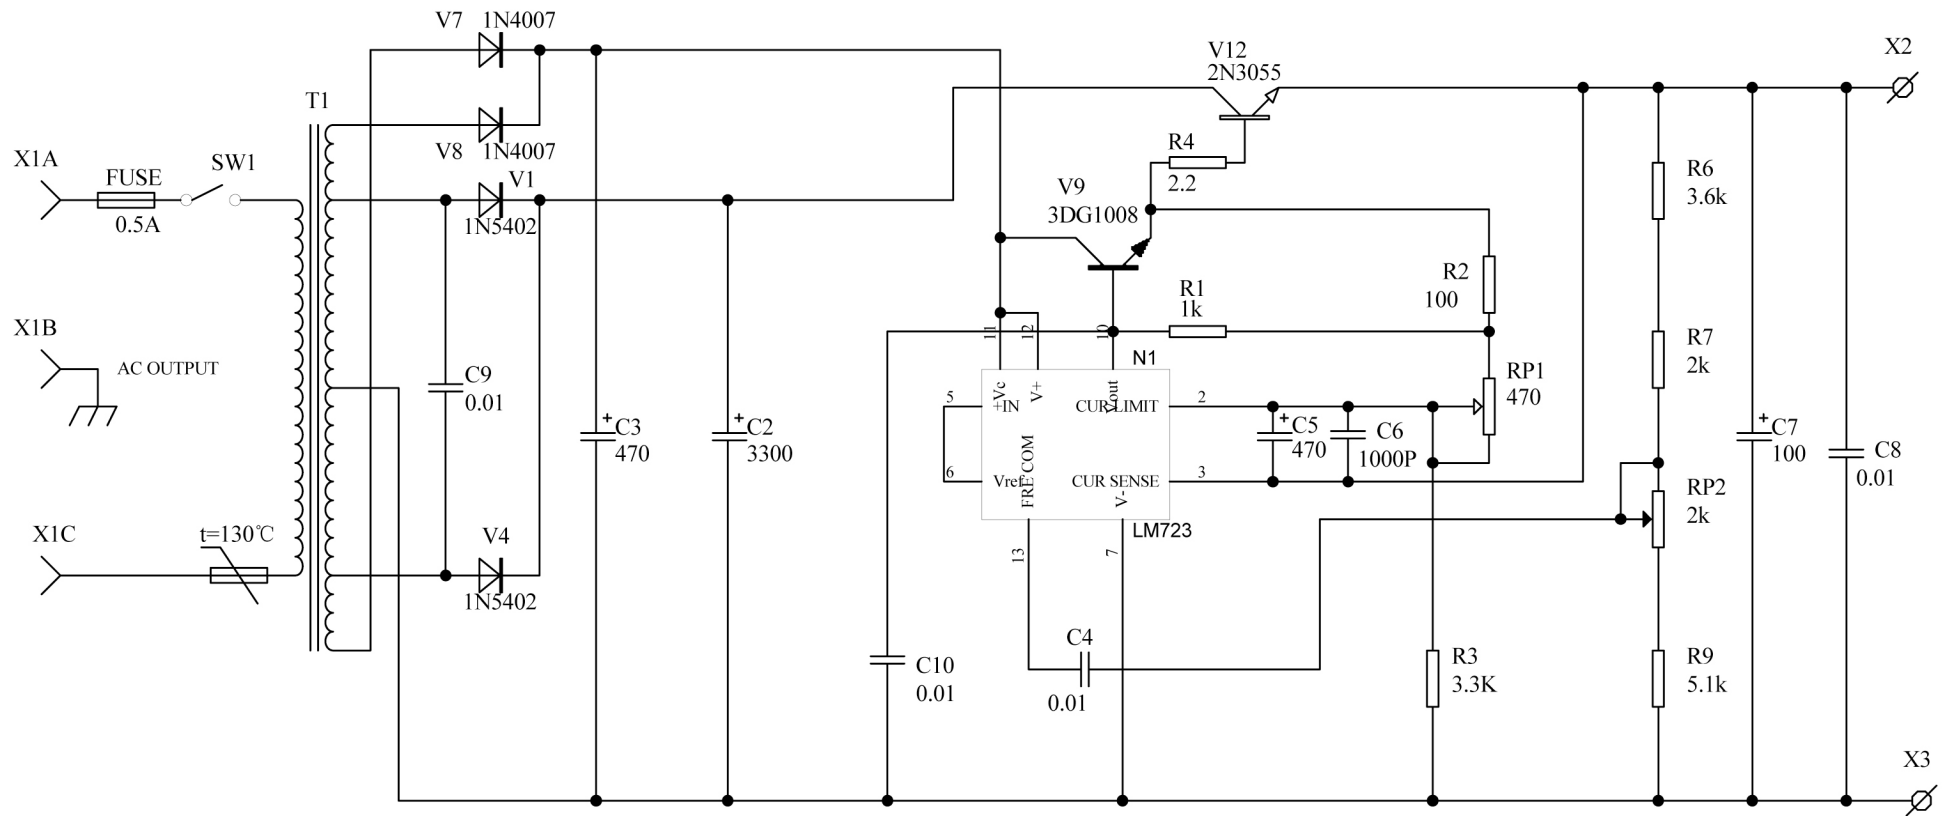 V7 1N4007
V12
2N3055
X2
T1
V8 1N4007
R4
2.2
X1A
FUSE
0.5A
SW1
V1
1N5402
V9
3DG1008
R6
3.6k
R2
100
R1
1k
11
12
10
N1
X1B
AC OUTPUT
C9
0.01
Vc
V+
Vout
R7
2k
RP1
470
5
+IN
CUR LIMIT
2
+
C3
470
+
C2
3300
+
C5
470
C6
1000P
+
C7
100
C8
0.01
FRE COM
6
Vref
CUR SENSE
3
V-
RP2
2k
X1C
t=130℃
V4
1N5402
LM723
13
7
C4
0.01
C10
0.01
R3
3.3K
R9
5.1k
X3